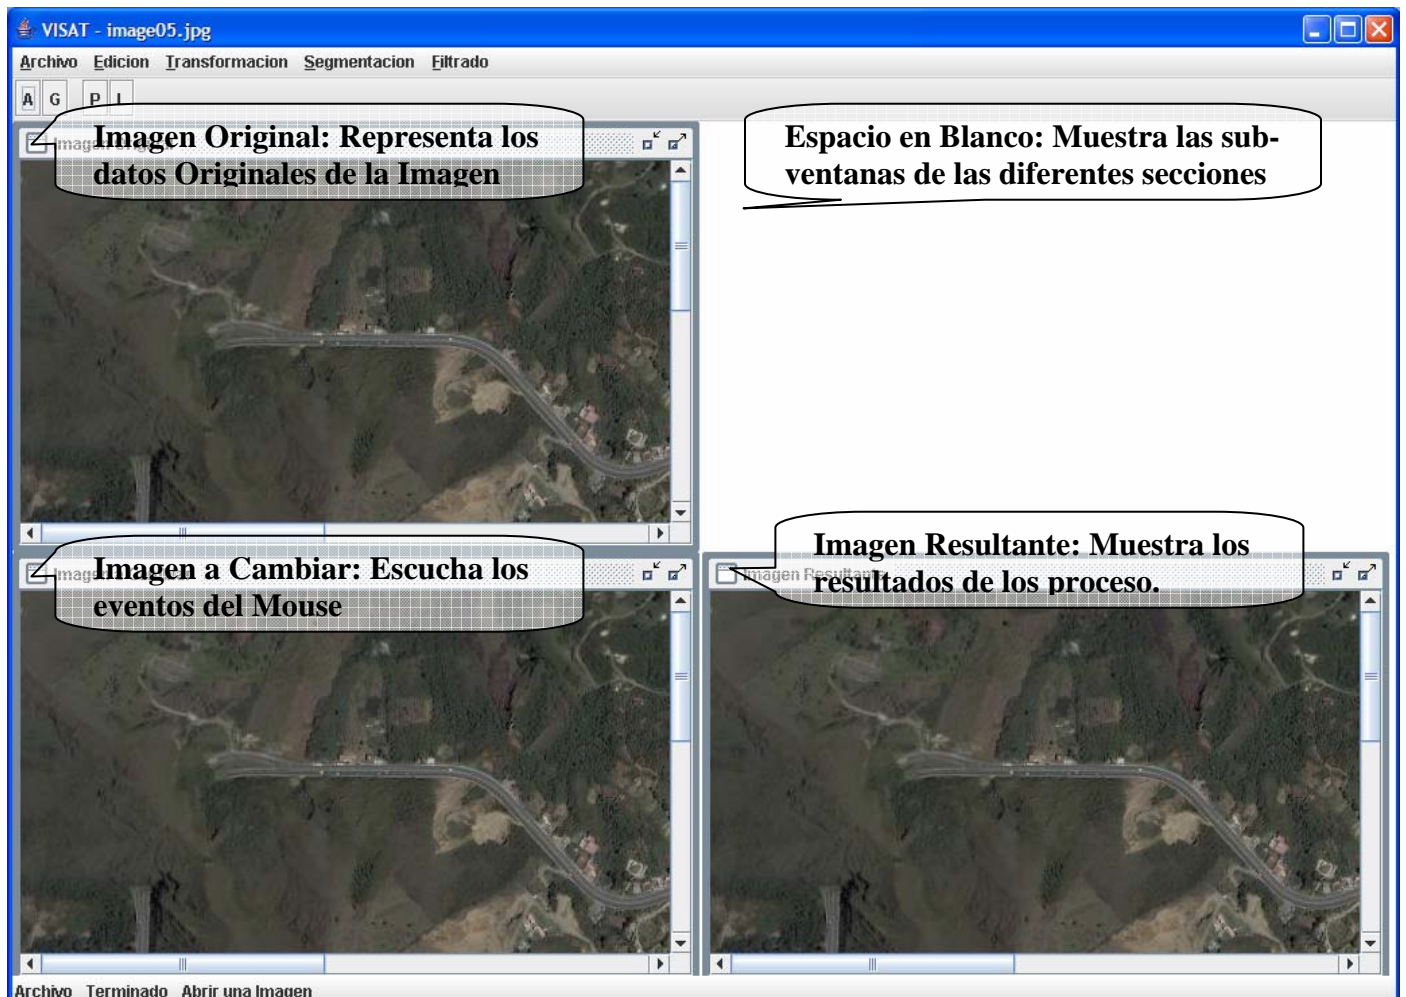 VISAT - image05.jpg
Archivo Edicion Transformacion Segmentacion Filtrado
A G P L
Imagen Original: Representa los
datos Originales de la Imagen
Espacio en Blanco: Muestra las sub-
ventanas de las diferentes secciones
Imagen a Cambiar: Escucha los
eventos del Mouse
Imagen Resultante
Imagen Resultante: Muestra los
resultados de los proceso.
Archivo Terminado Abrir una Imagen